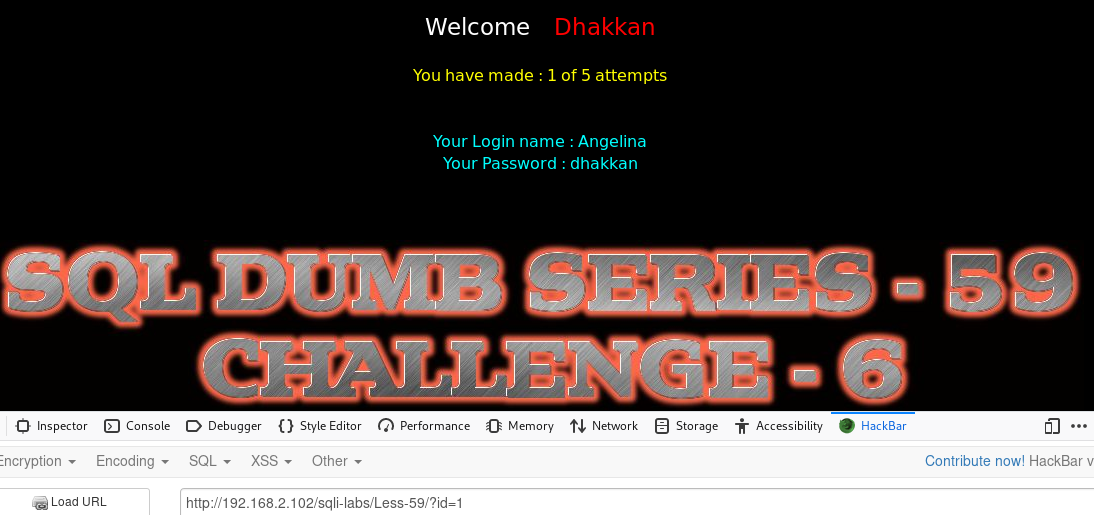 Welcome Dhakkan
You have made : 1 of 5 attempts
Your Login name : Angelina
Your Password : dhakkan
SQL DUMB SERIES - 59
CHALLENGE - 6
Inspector Console Debugger Style Editor Performance Memory Network Storage Accessibility HackBar
Encryption Encoding SQL XSS Other Contribute now! HackBar v
Load URL http://192.168.2.102/sqli-labs/Less-59/?id=1